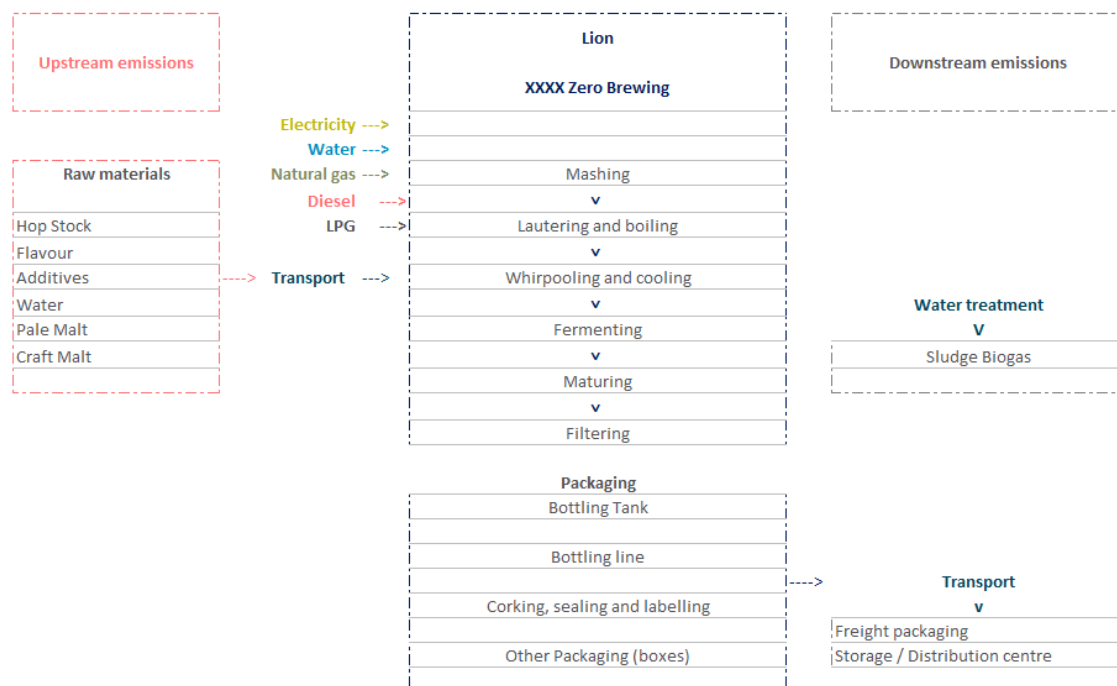 Upstream emissions
Lion
XXXX Zero Brewing
Downstream emissions
Electricity --->
Water --->
Raw materials
Natural gas --->
Mashing
Diesel --->
v
Hop Stock
LPG --->
Lautering and boiling
Flavour
v
Additives
----> Transport --->
Whirpooling and cooling
Water
v
Water treatment
Pale Malt
Fermenting
V
Craft Malt
v
Sludge Biogas
Maturing
v
Filtering
Packaging
Bottling Tank
Bottling line
---->
Transport
Corking, sealing and labelling
v
Freight packaging
Other Packaging (boxes)
Storage / Distribution centre